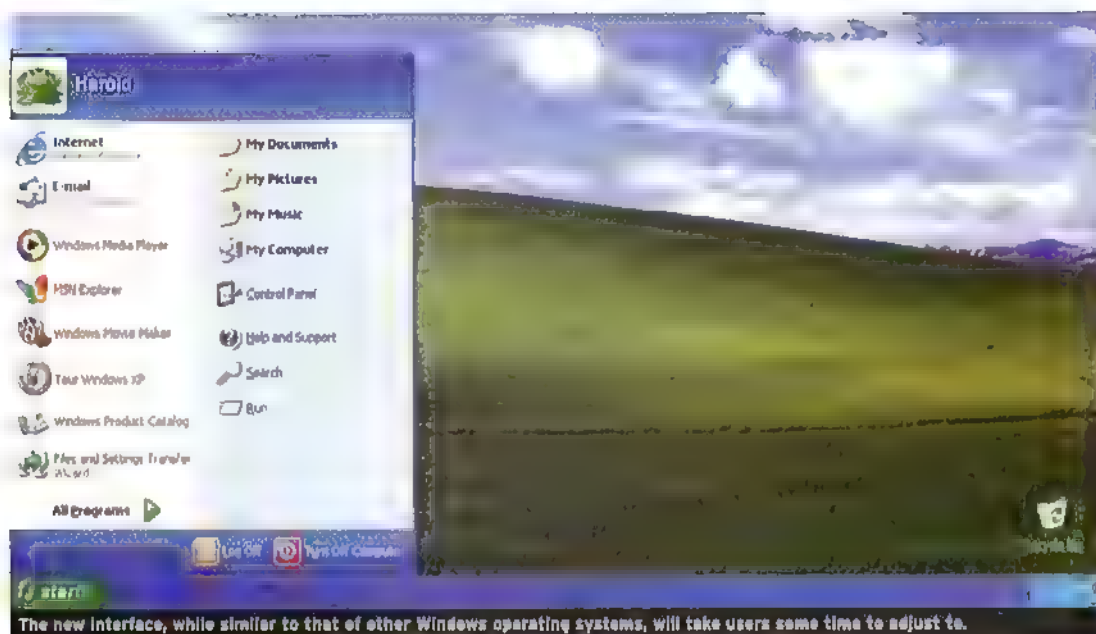 Harold
Internet
E-mail
Windows Media Player
MSN Explorer
Windows Movie Maker
Tour Windows XP
Windows Product Catalog
Files and Settings Transfer
Wizard
All Programs
My Documents
My Pictures
My Music
My Computer
Control Panel
Help and Support
Search
Run
Log Off
Turn Off Computer
start
The new interface, while similar to that of other Windows operating systems, will take users some time to adjust to.